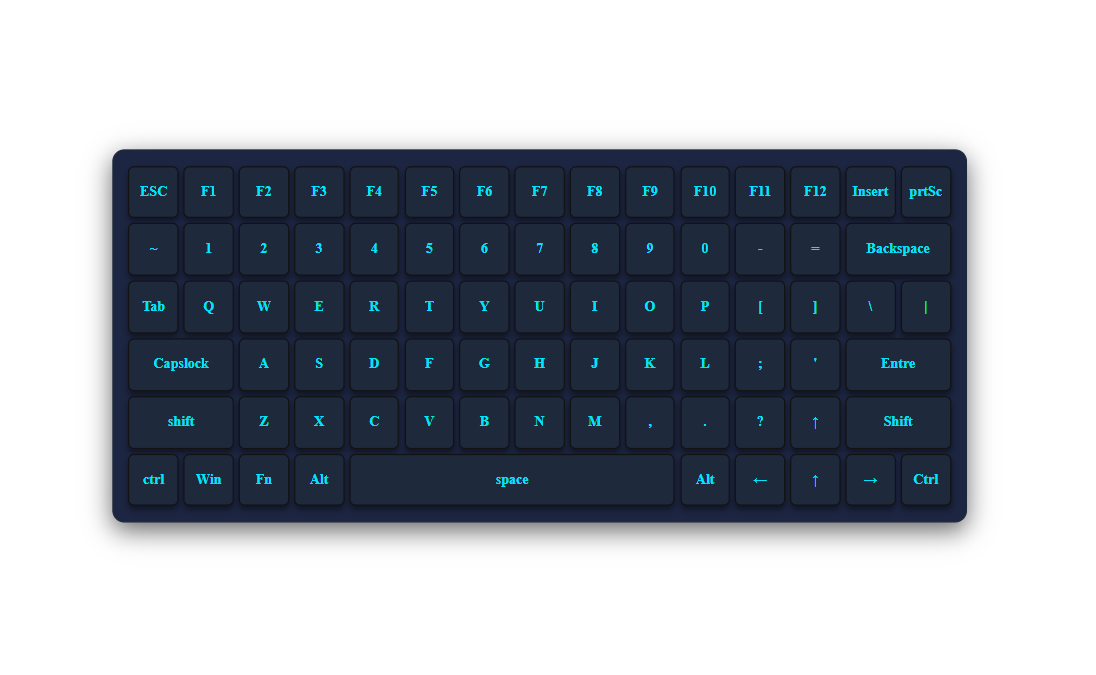 ESC F1 F2 F3 F4 F5 F6 F7 F8 F9 F10 F11 F12 Insert prtSc
~ 1 2 3 4 5 6 7 8 9 0 - = Backspace
Tab Q W E R T Y U I O P [ ] \ |
Capslock A S D F G H J K L ; ' Entre
shift Z X C V B N M , . ? ↑ Shift
ctrl Win Fn Alt space Alt ← ↑ → Ctrl